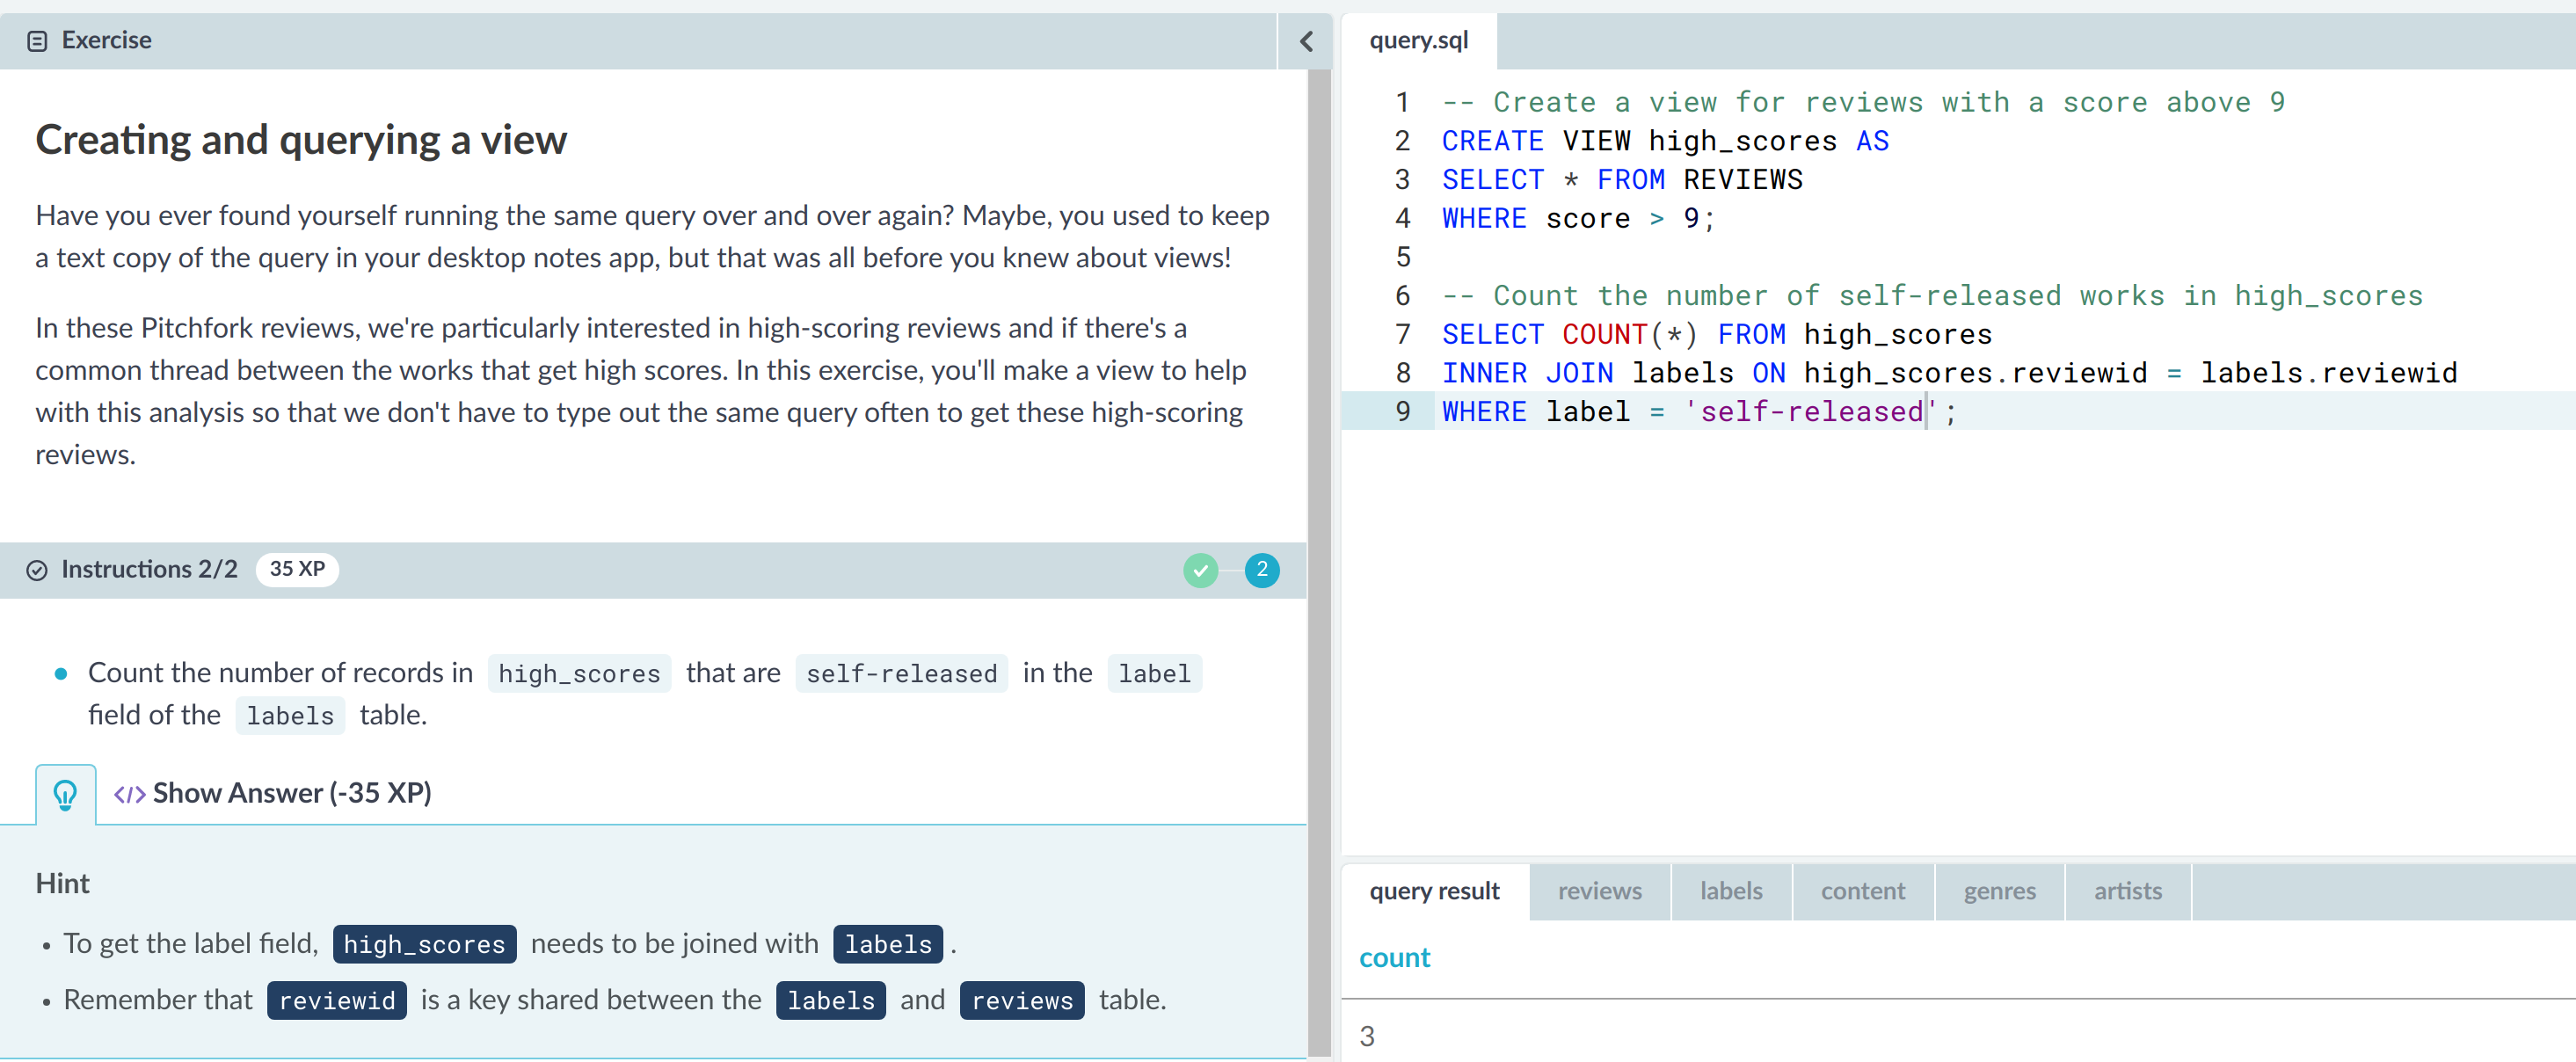 Exercise
Creating and querying a view
Have you ever found yourself running the same query over and over again? Maybe, you used to keep
a text copy of the query in your desktop notes app, but that was all before you knew about views!
In these Pitchfork reviews, we're particularly interested in high-scoring reviews and if there's a
common thread between the works that get high scores. In this exercise, you'll make a view to help
with this analysis so that we don't have to type out the same query often to get these high-scoring
reviews.
Instructions 2/2 35 XP 2
Count the number of records in high_scores that are self-released in the label
field of the labels table.
</> Show Answer (-35 XP)
Hint
• To get the label field, high_scores needs to be joined with labels .
• Remember that reviewid is a key shared between the labels and reviews table.
query.sql
1 -- Create a view for reviews with a score above 9
2 CREATE VIEW high_scores AS
3 SELECT * FROM REVIEWS
4 WHERE score > 9;
5
6 -- Count the number of self-released works in high_scores
7 SELECT COUNT(*) FROM high_scores
8 INNER JOIN labels ON high_scores.reviewid = labels.reviewid
9 WHERE label = 'self-released';
query result reviews labels content genres artists
count
3